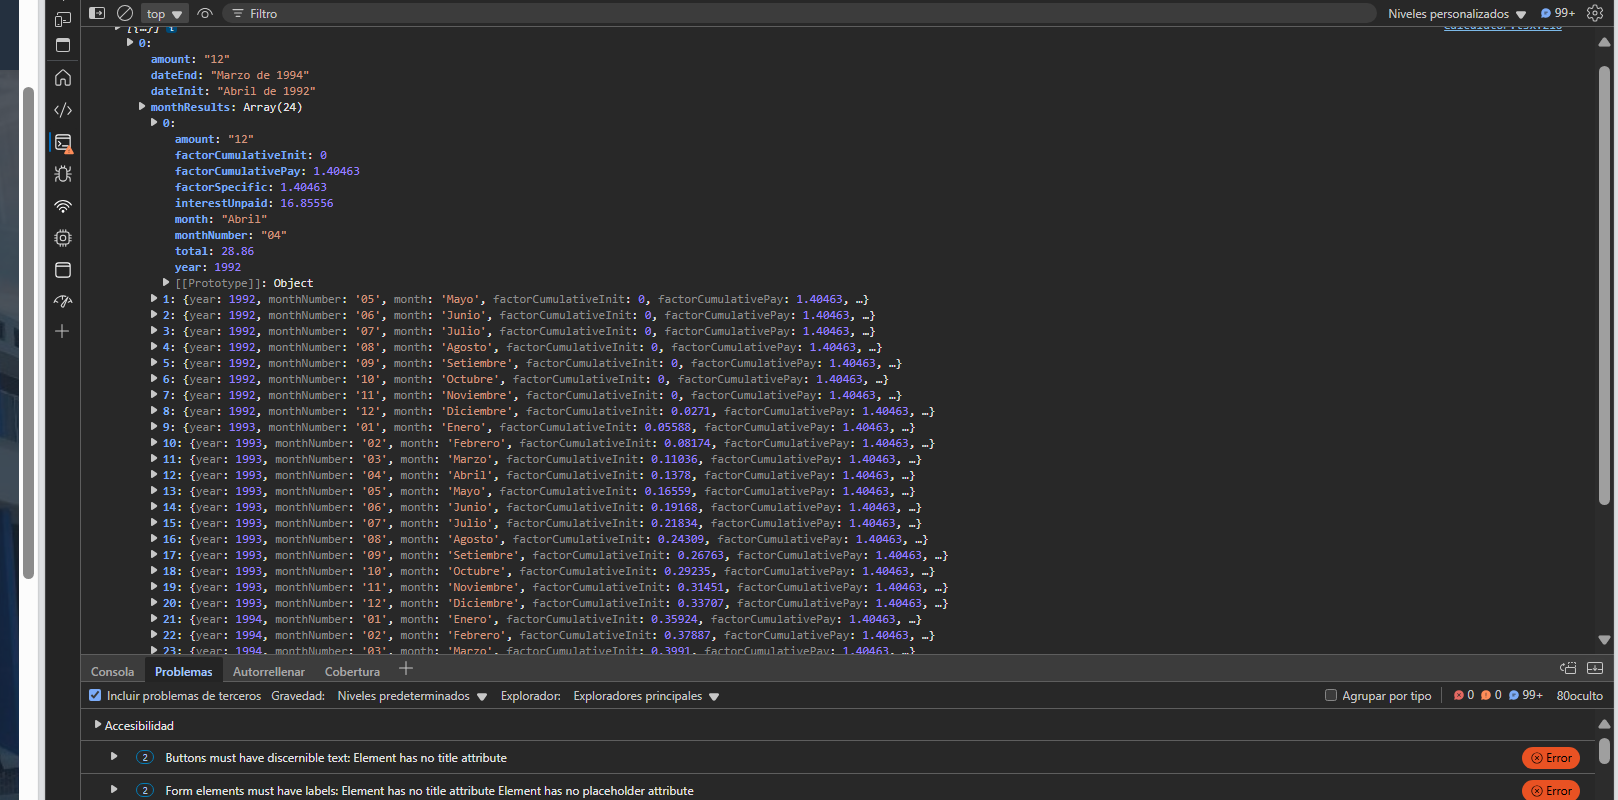 top
Filtro
Niveles personalizados
99+
[{…}]
0:
amount: "12"
dateEnd: "Marzo de 1994"
dateInit: "Abril de 1992"
monthResults: Array(24)
0:
amount: "12"
factorCumulativeInit: 0
factorCumulativePay: 1.40463
factorSpecific: 1.40463
interestUnpaid: 16.85556
month: "Abril"
monthNumber: "04"
total: 28.86
year: 1992
[[Prototype]]: Object
1: {year: 1992, monthNumber: '05', month: 'Mayo', factorCumulativeInit: 0, factorCumulativePay: 1.40463, …}
2: {year: 1992, monthNumber: '06', month: 'Junio', factorCumulativeInit: 0, factorCumulativePay: 1.40463, …}
3: {year: 1992, monthNumber: '07', month: 'Julio', factorCumulativeInit: 0, factorCumulativePay: 1.40463, …}
4: {year: 1992, monthNumber: '08', month: 'Agosto', factorCumulativeInit: 0, factorCumulativePay: 1.40463, …}
5: {year: 1992, monthNumber: '09', month: 'Setiembre', factorCumulativeInit: 0, factorCumulativePay: 1.40463, …}
6: {year: 1992, monthNumber: '10', month: 'Octubre', factorCumulativeInit: 0, factorCumulativePay: 1.40463, …}
7: {year: 1992, monthNumber: '11', month: 'Noviembre', factorCumulativeInit: 0, factorCumulativePay: 1.40463, …}
8: {year: 1992, monthNumber: '12', month: 'Diciembre', factorCumulativeInit: 0.0271, factorCumulativePay: 1.40463, …}
9: {year: 1993, monthNumber: '01', month: 'Enero', factorCumulativeInit: 0.05588, factorCumulativePay: 1.40463, …}
10: {year: 1993, monthNumber: '02', month: 'Febrero', factorCumulativeInit: 0.08174, factorCumulativePay: 1.40463, …}
11: {year: 1993, monthNumber: '03', month: 'Marzo', factorCumulativeInit: 0.11036, factorCumulativePay: 1.40463, …}
12: {year: 1993, monthNumber: '04', month: 'Abril', factorCumulativeInit: 0.1378, factorCumulativePay: 1.40463, …}
13: {year: 1993, monthNumber: '05', month: 'Mayo', factorCumulativeInit: 0.16559, factorCumulativePay: 1.40463, …}
14: {year: 1993, monthNumber: '06', month: 'Junio', factorCumulativeInit: 0.19168, factorCumulativePay: 1.40463, …}
15: {year: 1993, monthNumber: '07', month: 'Julio', factorCumulativeInit: 0.21834, factorCumulativePay: 1.40463, …}
16: {year: 1993, monthNumber: '08', month: 'Agosto', factorCumulativeInit: 0.24309, factorCumulativePay: 1.40463, …}
17: {year: 1993, monthNumber: '09', month: 'Setiembre', factorCumulativeInit: 0.26763, factorCumulativePay: 1.40463, …}
18: {year: 1993, monthNumber: '10', month: 'Octubre', factorCumulativeInit: 0.29235, factorCumulativePay: 1.40463, …}
19: {year: 1993, monthNumber: '11', month: 'Noviembre', factorCumulativeInit: 0.31451, factorCumulativePay: 1.40463, …}
20: {year: 1993, monthNumber: '12', month: 'Diciembre', factorCumulativeInit: 0.33707, factorCumulativePay: 1.40463, …}
21: {year: 1994, monthNumber: '01', month: 'Enero', factorCumulativeInit: 0.35924, factorCumulativePay: 1.40463, …}
22: {year: 1994, monthNumber: '02', month: 'Febrero', factorCumulativeInit: 0.37887, factorCumulativePay: 1.40463, …}
23: {year: 1994, monthNumber: '03', month: 'Marzo', factorCumulativeInit: 0.3991, factorCumulativePay: 1.40463, …}
Consola
Problemas
Autorrellenar
Cobertura
Incluir problemas de terceros
Gravedad:
Niveles predeterminados
Explorador:
Exploradores principales
Agrupar por tipo
0
0
99+
80oculto
Accesibilidad
2
Buttons must have discernible text: Element has no title attribute
Error
2
Form elements must have labels: Element has no title attribute Element has no placeholder attribute
Error